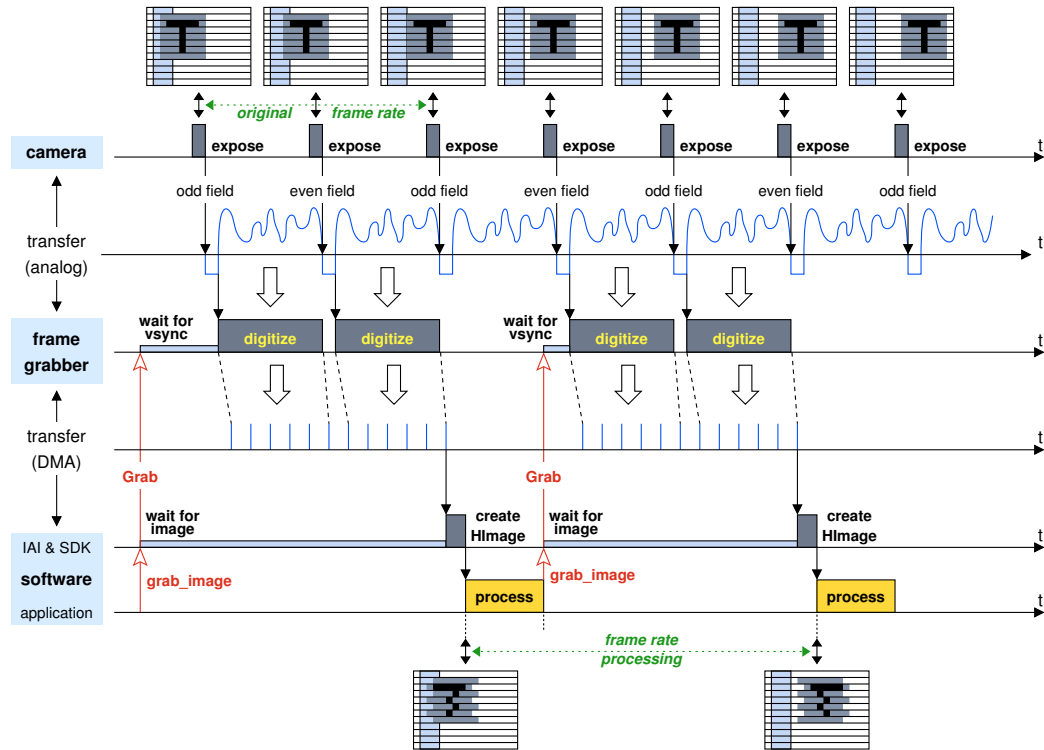 original frame rate
camera
expose expose expose expose expose expose expose
t
odd field even field odd field even field odd field even field odd field
transfer
(analog)
t
frame
grabber
wait for
vsync
digitize digitize
wait for
vsync
digitize digitize
t
transfer
(DMA)
t
Grab Grab
IAI & SDK
wait for
image
create
HImage
wait for
image
create
HImage
t
software
grab_image grab_image
application
process process
t
frame rate
processing